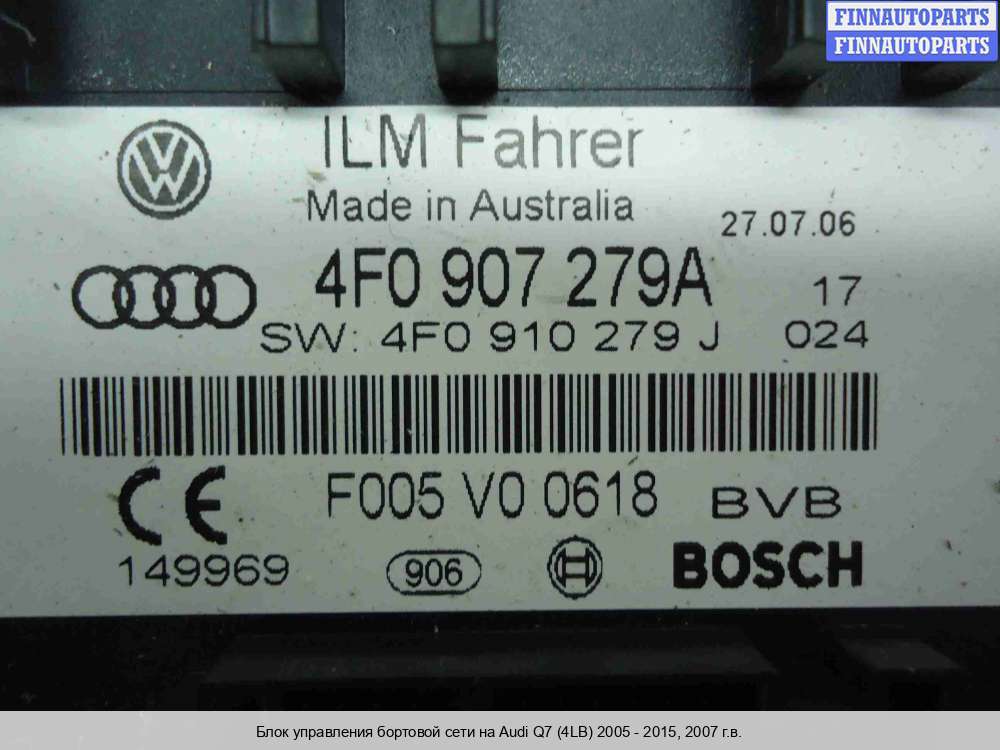 FINNAUTOPARTS
FINNAUTOPARTS
ILM Fahrer
Made in Australia
27.07.06
4F0 907 279A
17
SW: 4F0 910 279 J
024
F005 V0 0618
BVB
CE
149969
906
BOSCH
Блок управления бортовой сети на Audi Q7 (4LB) 2005 - 2015, 2007 г.в.